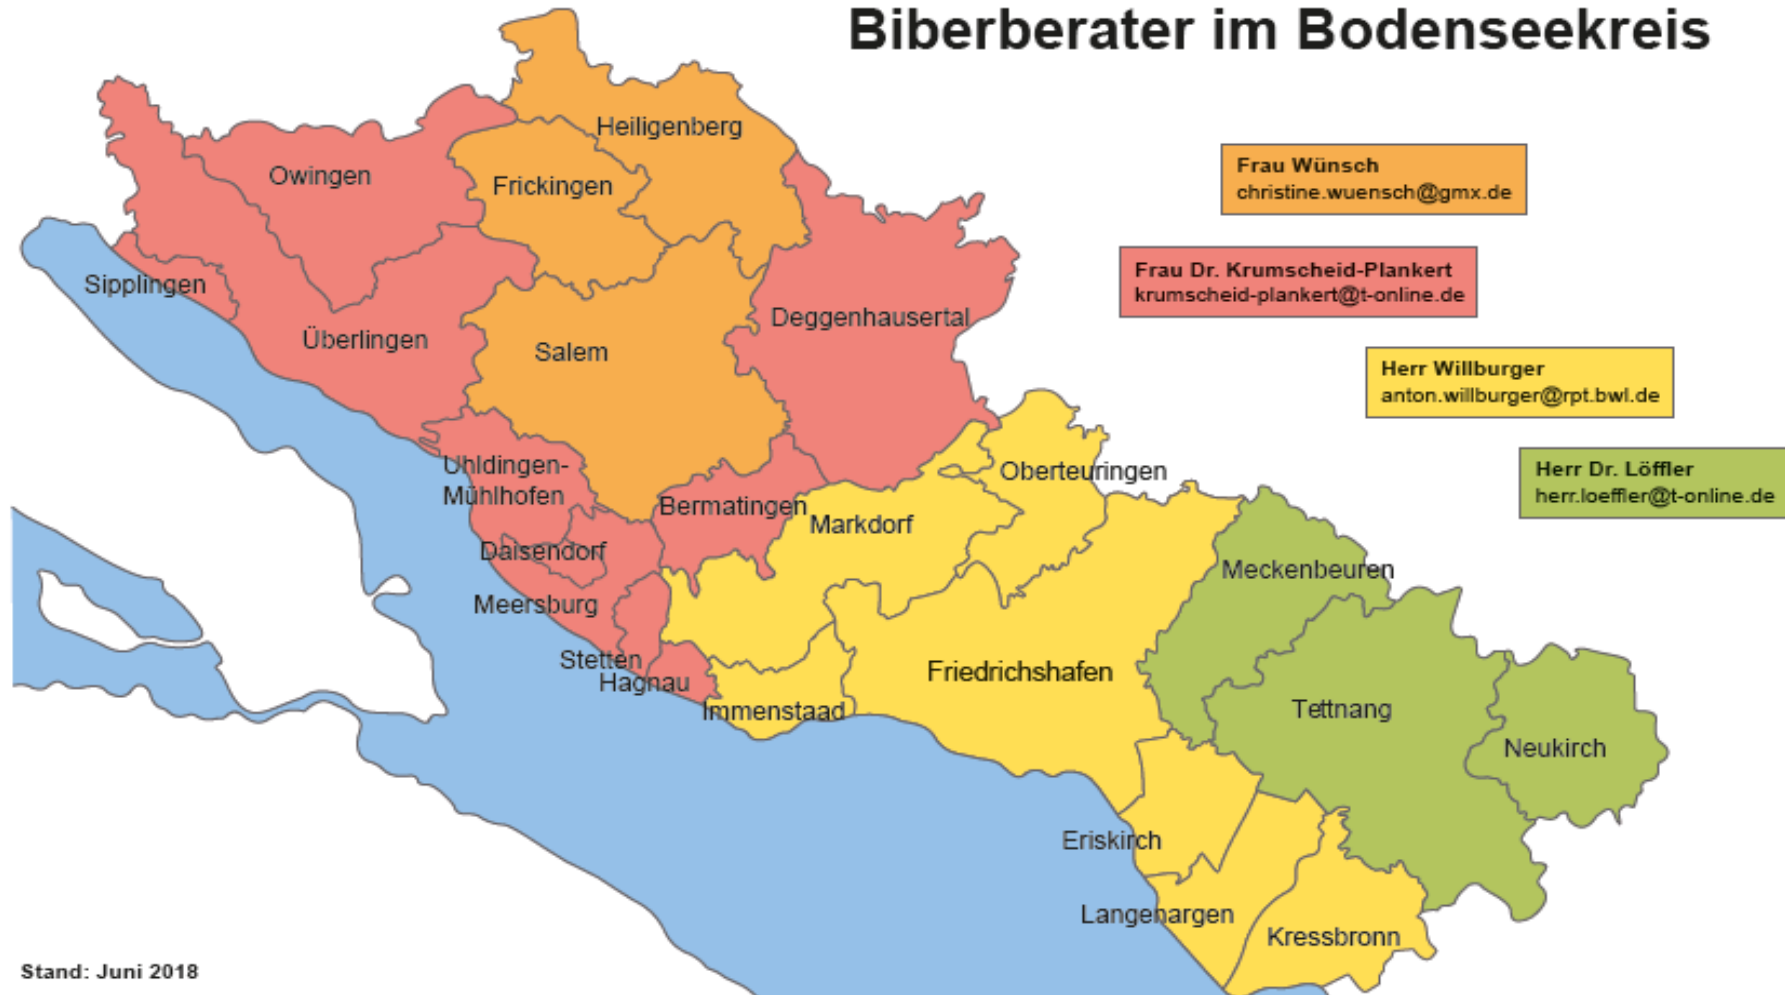 Biberberater im Bodenseekreis
Heiligenberg
Owingen
Frickingen
Frau Wünsch
christine.wuensch@gmx.de
Sipplingen
Frau Dr. Krumscheid-Plankert
krumscheid-plankert@t-online.de
Überlingen
Salem
Deggenhausertal
Herr Willburger
anton.willburger@rpt.bwl.de
Uhldingen-
Mühlhofen
Oberteuringen
Herr Dr. Löffler
herr.loeffler@t-online.de
Bermatingen
Markdorf
Daisendorf
Meckenbeuren
Meersburg
Stetten
Hagnau
Friedrichshafen
Immenstaad
Tettnang
Neukirch
Eriskirch
Langenargen
Kressbronn
Stand: Juni 2018